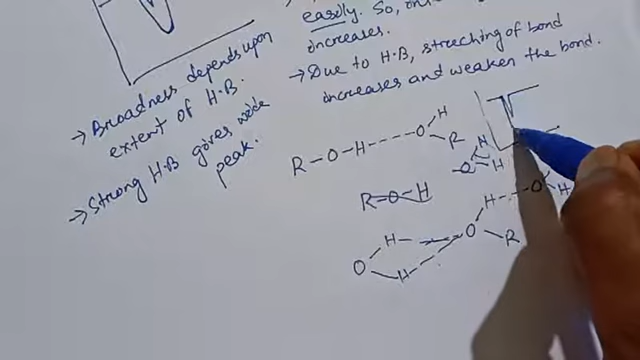 → Broadness depends upon
extent of H.B.
→ Strong H.B gives wide
peak.
easily. So,
increases.
→ Due to H.B, streching of bond
increases and weaken the bond.
R-O-H----O
H
R
R-O-H
O
H
H
H---O
H
O
R
H
O
H